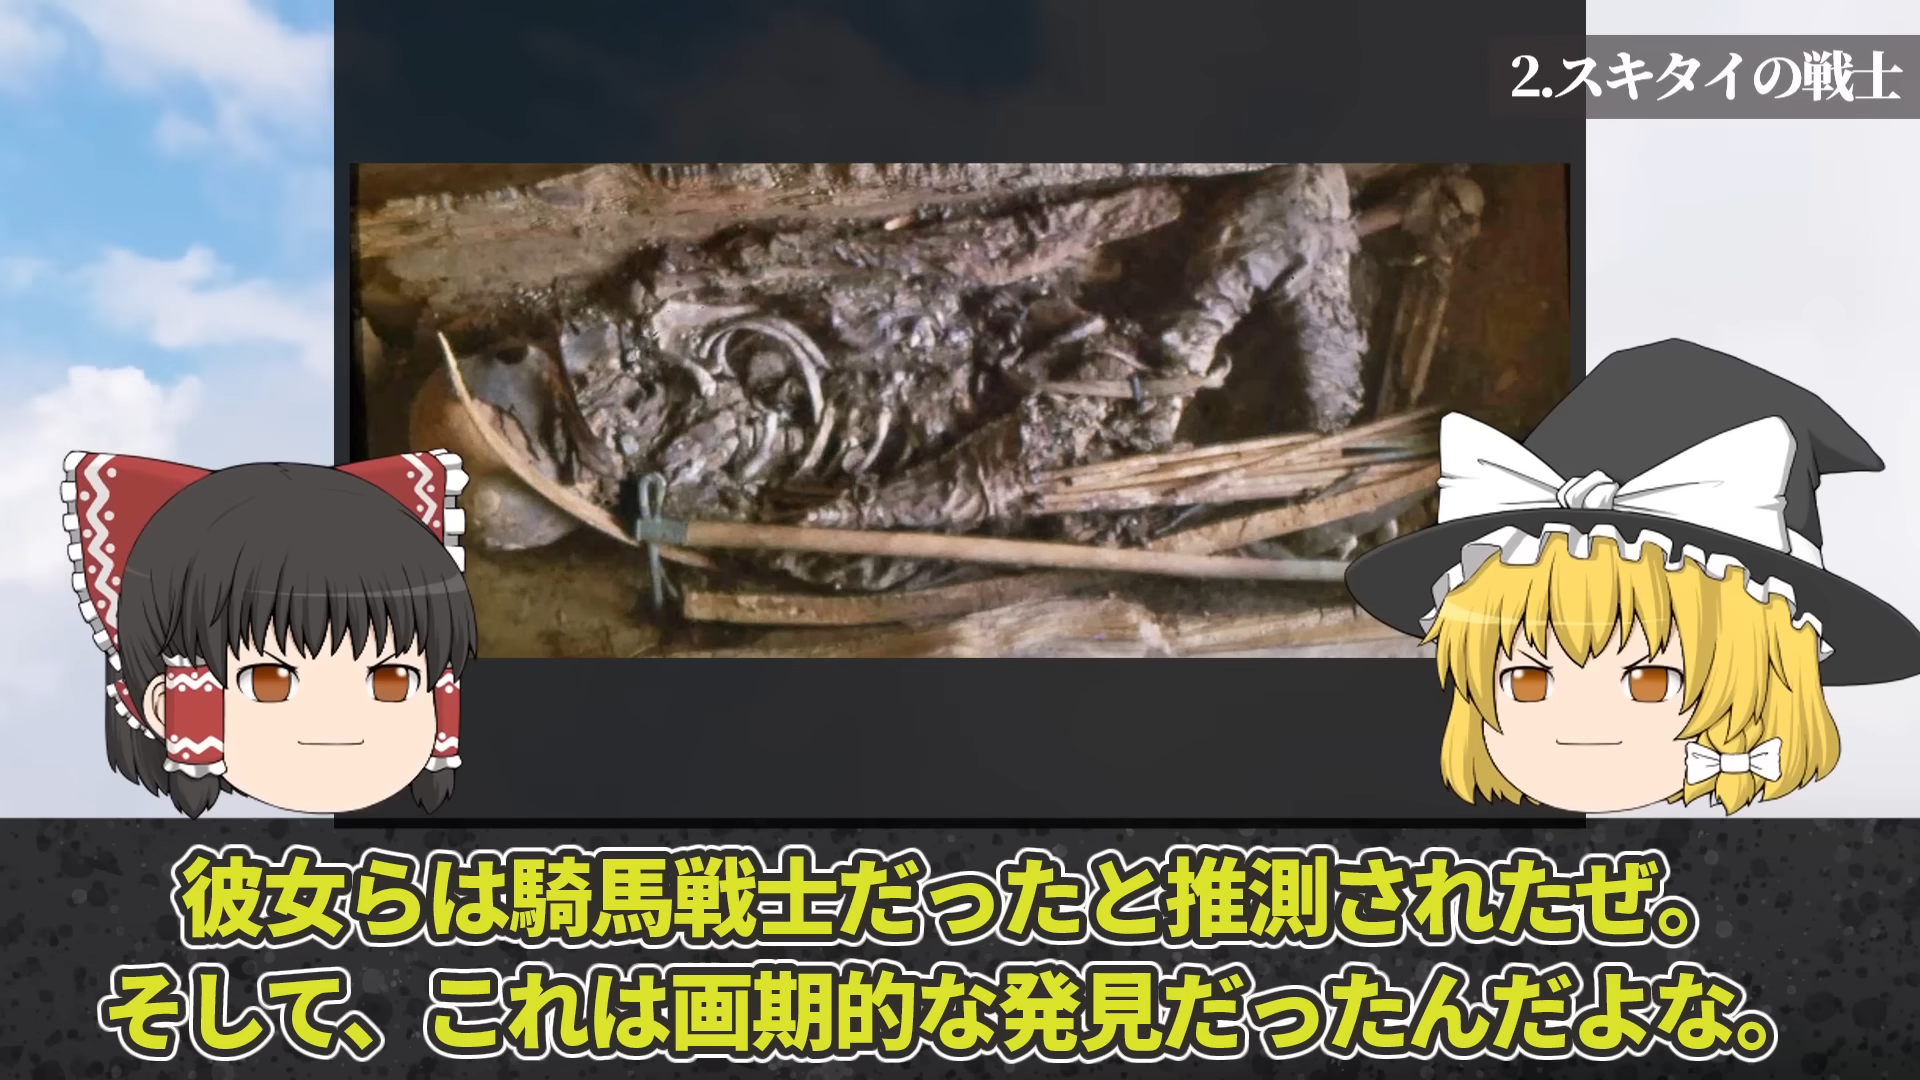 2.スキタイの戦士
彼女らは騎馬戦士だったと推測されたぜ。
そして、これは画期的な発見だったんだよな。